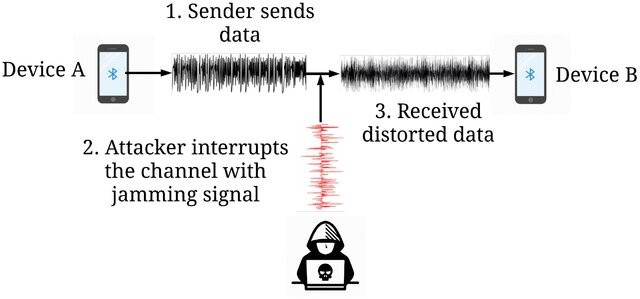 1. Sender sends
data
Device A
Device B
3. Received
distorted data
2. Attacker interrupts
the channel with
jamming signal